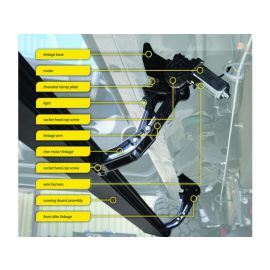 linkage base
motor
threaded clamp plate
light
socket head cap screw
linkage arm
rear motor linkage
socket head cap screw
wire harness
running board assembly
front idler linkage